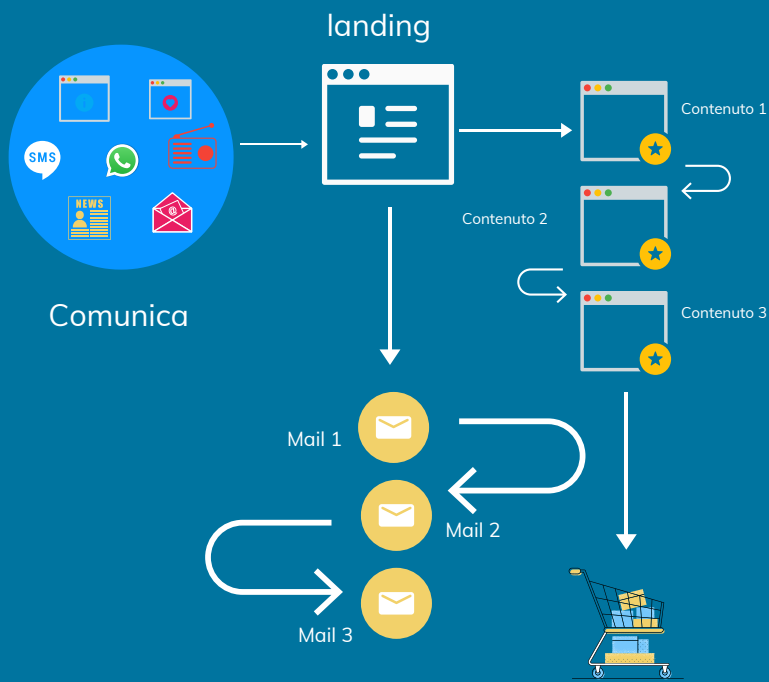 landing
Contenuto 1
SMS
NEWS
@
Contenuto 2
Comunica
Contenuto 3
Mail 1
Mail 2
Mail 3